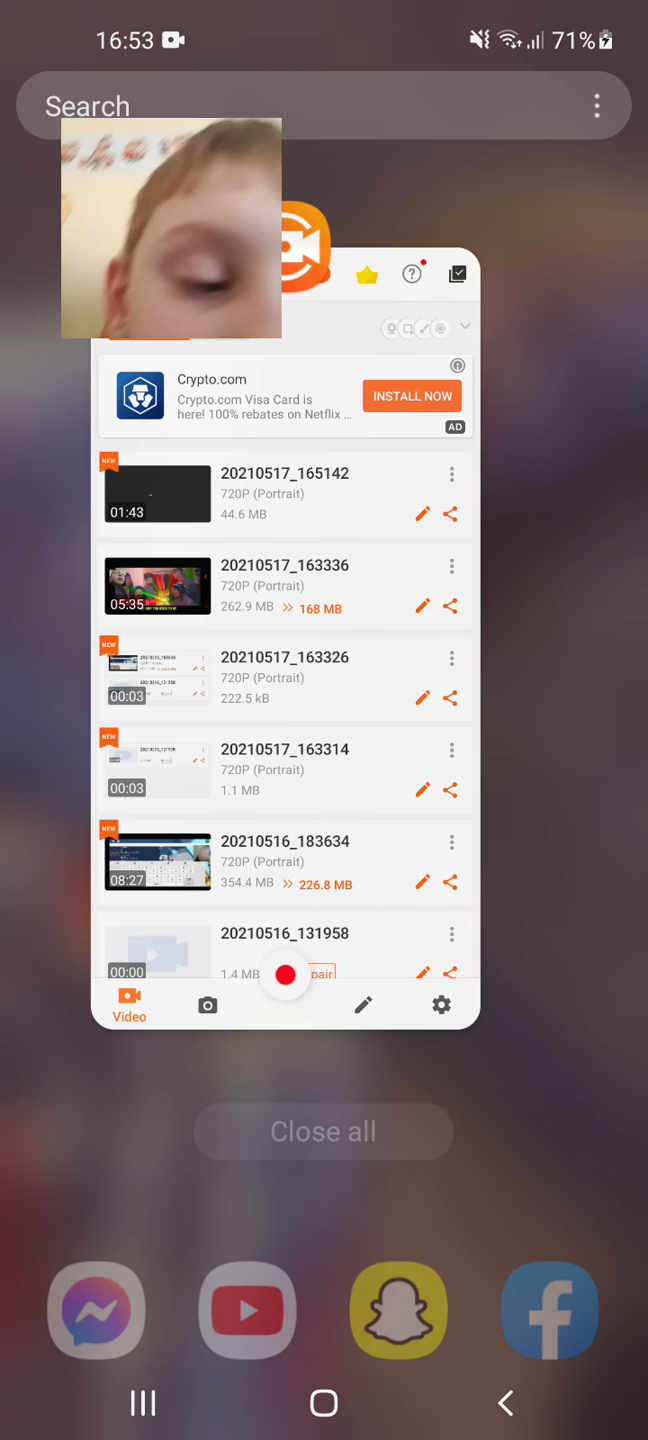 16:53
71%
Search
Crypto.com
Crypto.com Visa Card is
here! 100% rebates on Netflix ...
INSTALL NOW
AD
NEW
20210517_165142
720P (Portrait)
01:43
44.6 MB
20210517_163336
720P (Portrait)
05:35
262.9 MB >> 168 MB
NEW
20210517_163326
720P (Portrait)
00:03
222.5 kB
NEW
20210517_163314
720P (Portrait)
00:03
1.1 MB
NEW
20210516_183634
720P (Portrait)
08:27
354.4 MB >> 226.8 MB
20210516_131958
00:00
1.4 MB
pair
Video
Close all